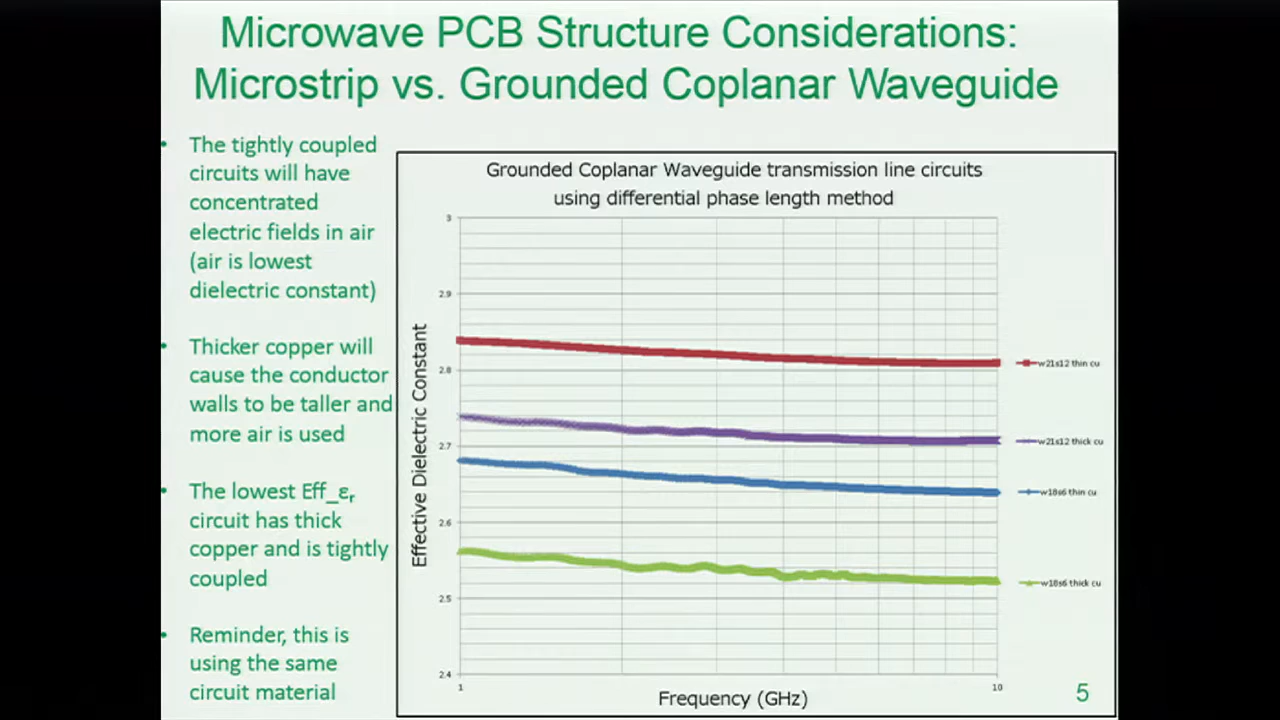 Microwave PCB Structure Considerations:
Microstrip vs. Grounded Coplanar Waveguide
• The tightly coupled
circuits will have
concentrated
electric fields in air
(air is lowest
dielectric constant)
• Thicker copper will
cause the conductor
walls to be taller and
more air is used
• The lowest Eff_εr
circuit has thick
copper and is tightly
coupled
• Reminder, this is
using the same
circuit material
Grounded Coplanar Waveguide transmission line circuits
using differential phase length method
Effective Dielectric Constant
3
2.9
2.8
2.7
2.6
2.5
2.4
1
10
Frequency (GHz)
w21s12 thin cu
w21s12 thick cu
w18s6 thin cu
w18s6 thick cu
5